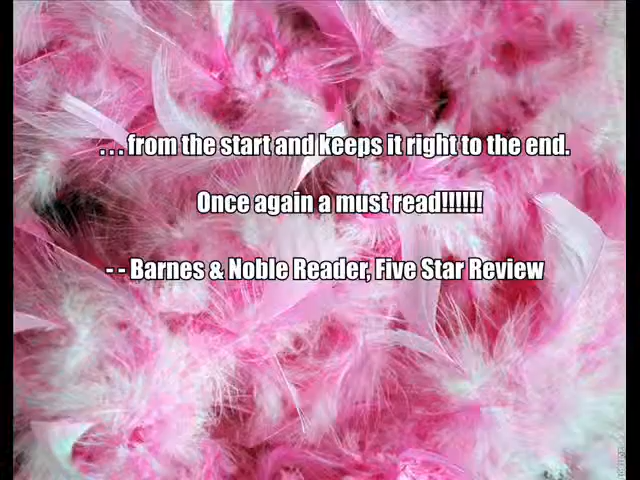 . . . from the start and keeps it right to the end.
Once again a must read!!!!!!
- - Barnes & Noble Reader, Five Star Review